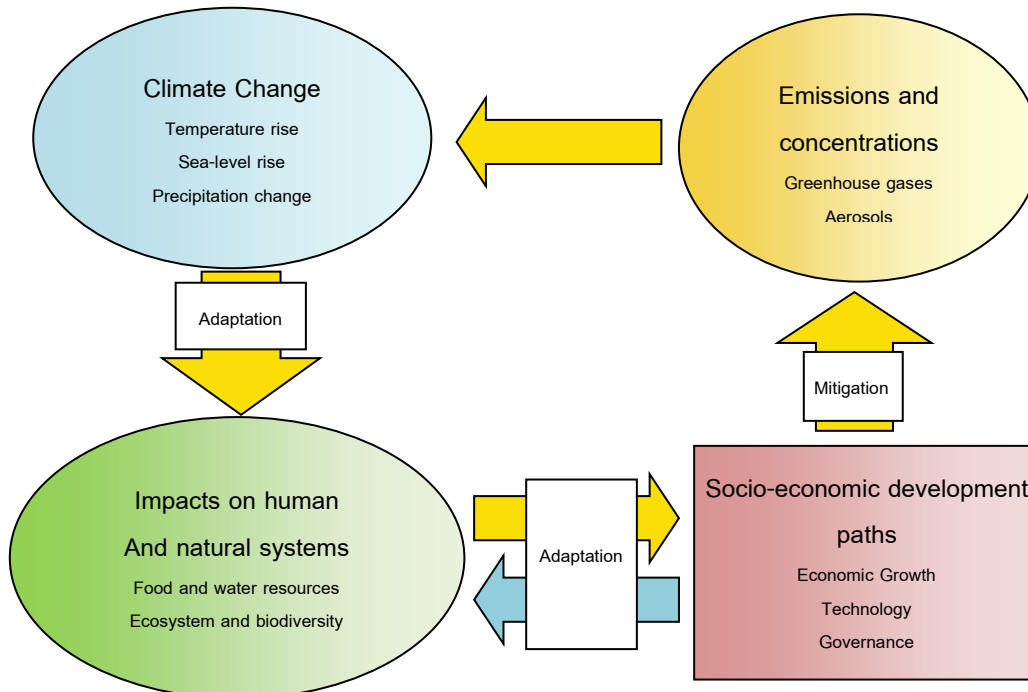 Climate Change
Temperature rise
Sea-level rise
Precipitation change
Emissions and
concentrations
Greenhouse gases
Aerosols
Adaptation
Mitigation
Impacts on human
And natural systems
Food and water resources
Ecosystem and biodiversity
Adaptation
Socio-economic development
paths
Economic Growth
Technology
Governance